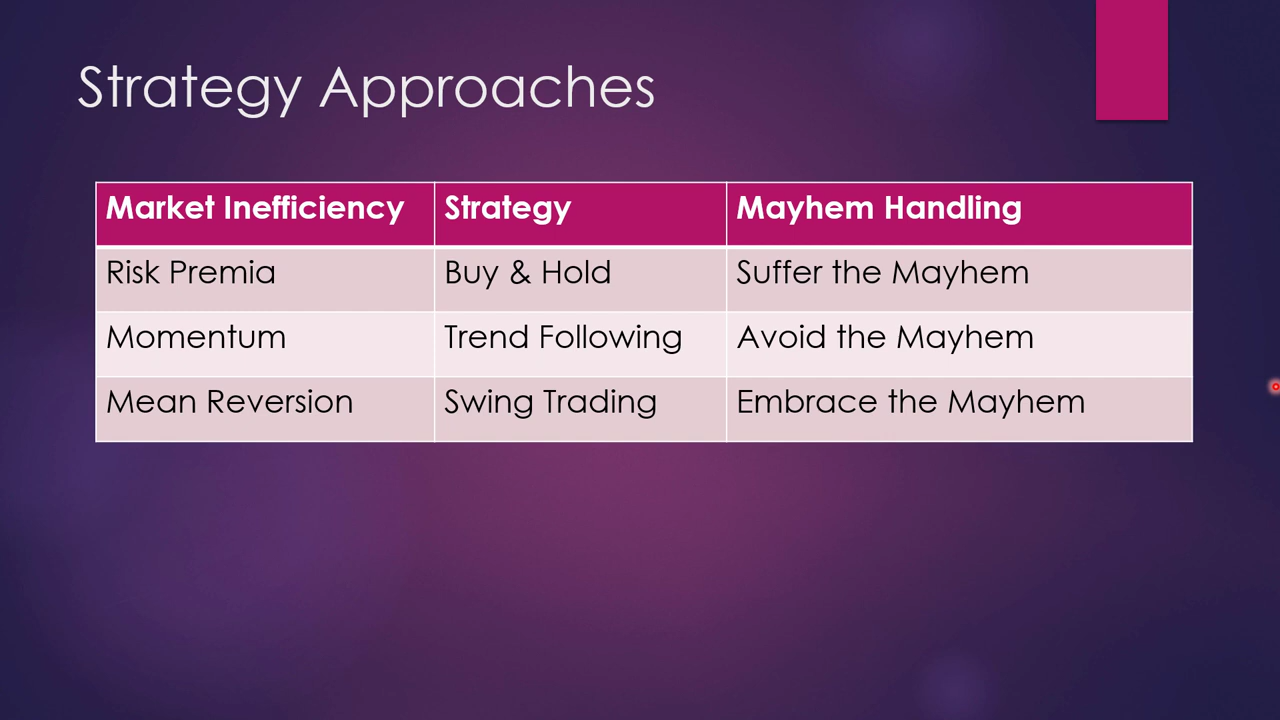 Strategy Approaches
Market Inefficiency Strategy Mayhem Handling
Risk Premia Buy & Hold Suffer the Mayhem
Momentum Trend Following Avoid the Mayhem
Mean Reversion Swing Trading Embrace the Mayhem